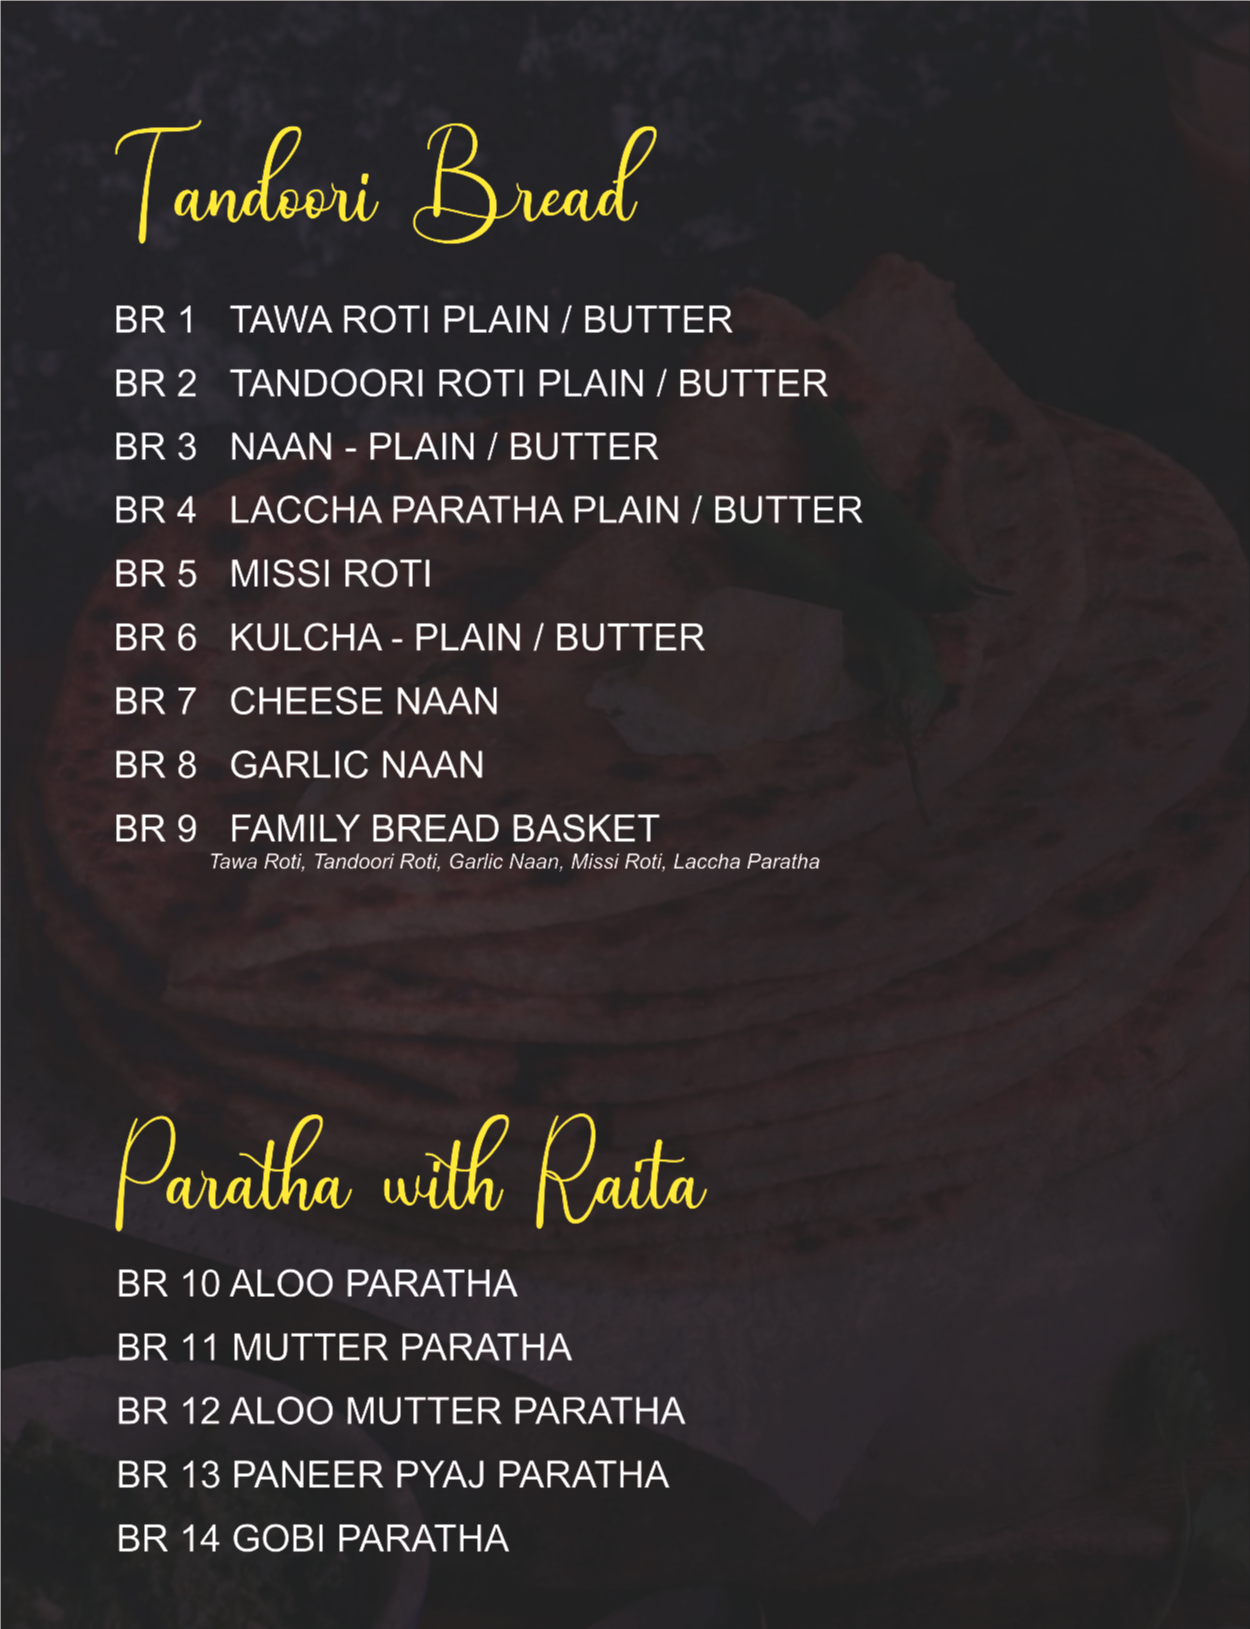 Tandoori Bread
BR 1 TAWA ROTI PLAIN / BUTTER
BR 2 TANDOORI ROTI PLAIN / BUTTER
BR 3 NAAN - PLAIN / BUTTER
BR 4 LACCHA PARATHA PLAIN / BUTTER
BR 5 MISSI ROTI
BR 6 KULCHA - PLAIN / BUTTER
BR 7 CHEESE NAAN
BR 8 GARLIC NAAN
BR 9 FAMILY BREAD BASKET
Tawa Roti, Tandoori Roti, Garlic Naan, Missi Roti, Laccha Paratha
Paratha with Raita
BR 10 ALOO PARATHA
BR 11 MUTTER PARATHA
BR 12 ALOO MUTTER PARATHA
BR 13 PANEER PYAJ PARATHA
BR 14 GOBI PARATHA